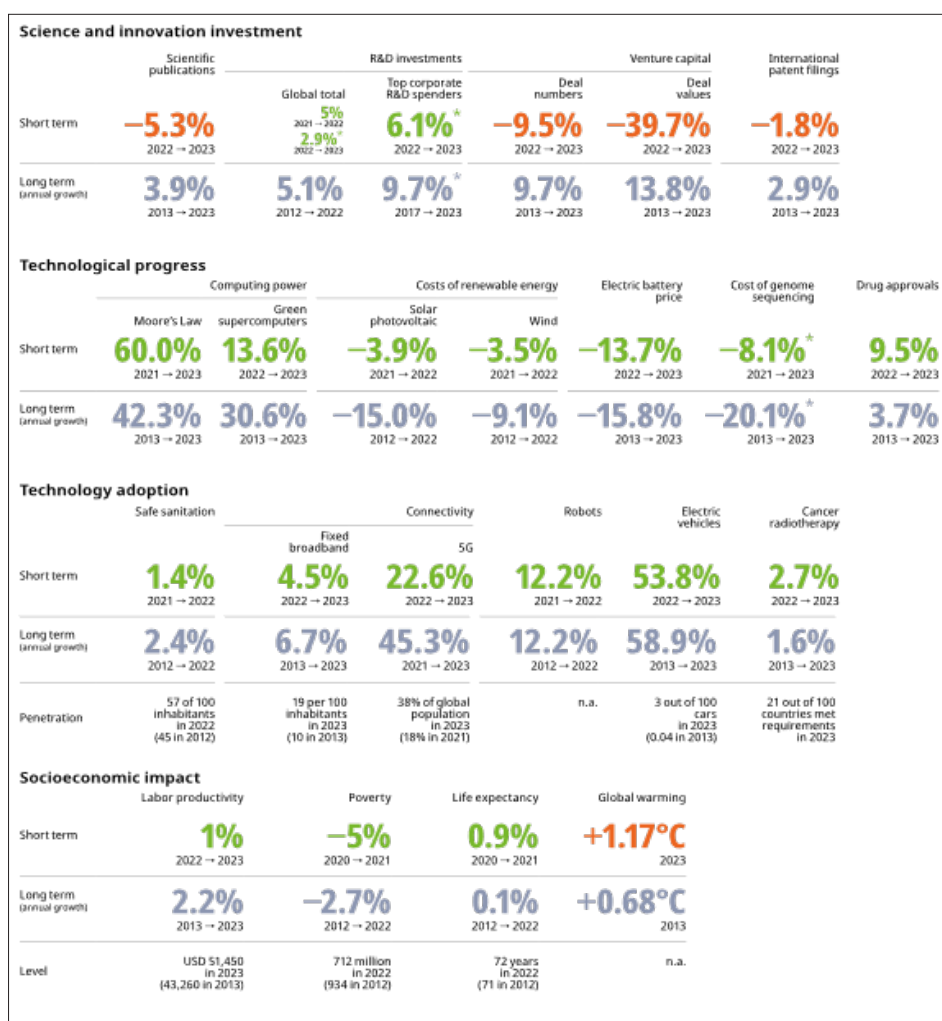 Science and innovation investment
Scientific publications
R&D investments
Venture capital
International patent filings
Global total
Top corporate R&D spenders
Deal numbers
Deal values
Short term
−5.3%
2022 → 2023
5%
2021 → 2022
2.9%*
2022 → 2023
6.1%*
2022 → 2023
−9.5%
2022 → 2023
−39.7%
2022 → 2023
−1.8%
2022 → 2023
Long term
(annual growth)
3.9%
2013 → 2023
5.1%
2012 → 2022
9.7%*
2017 → 2023
9.7%
2013 → 2023
13.8%
2013 → 2023
2.9%
2013 → 2023
Technological progress
Computing power
Costs of renewable energy
Electric battery price
Cost of genome sequencing
Drug approvals
Moore's Law
Green supercomputers
Solar photovoltaic
Wind
Short term
60.0%
2021 → 2023
13.6%
2022 → 2023
−3.9%
2021 → 2022
−3.5%
2021 → 2022
−13.7%
2022 → 2023
−8.1%*
2021 → 2023
9.5%
2022 → 2023
Long term
(annual growth)
42.3%
2013 → 2023
30.6%
2013 → 2023
−15.0%
2012 → 2022
−9.1%
2012 → 2022
−15.8%
2013 → 2023
−20.1%*
2013 → 2023
3.7%
2013 → 2023
Technology adoption
Safe sanitation
Connectivity
Robots
Electric vehicles
Cancer radiotherapy
Fixed broadband
5G
Short term
1.4%
2021 → 2022
4.5%
2022 → 2023
22.6%
2022 → 2023
12.2%
2021 → 2022
53.8%
2022 → 2023
2.7%
2022 → 2023
Long term
(annual growth)
2.4%
2012 → 2022
6.7%
2013 → 2023
45.3%
2021 → 2023
12.2%
2012 → 2022
58.9%
2013 → 2023
1.6%
2013 → 2023
Penetration
57 of 100
inhabitants
in 2022
(45 in 2012)
19 per 100
inhabitants
in 2023
(10 in 2013)
38% of global
population
in 2023
(18% in 2021)
n.a.
3 out of 100
cars
in 2023
(0.04 in 2013)
21 out of 100
countries met
requirements
in 2023
Socioeconomic impact
Labor productivity
Poverty
Life expectancy
Global warming
Short term
1%
2022 → 2023
−5%
2020 → 2021
0.9%
2020 → 2021
+1.17°C
2023
Long term
(annual growth)
2.2%
2013 → 2023
−2.7%
2012 → 2022
0.1%
2012 → 2022
+0.68°C
2013
Level
USD 51,450
in 2023
(43,260 in 2013)
712 million
in 2022
(934 in 2012)
72 years
in 2022
(71 in 2012)
n.a.